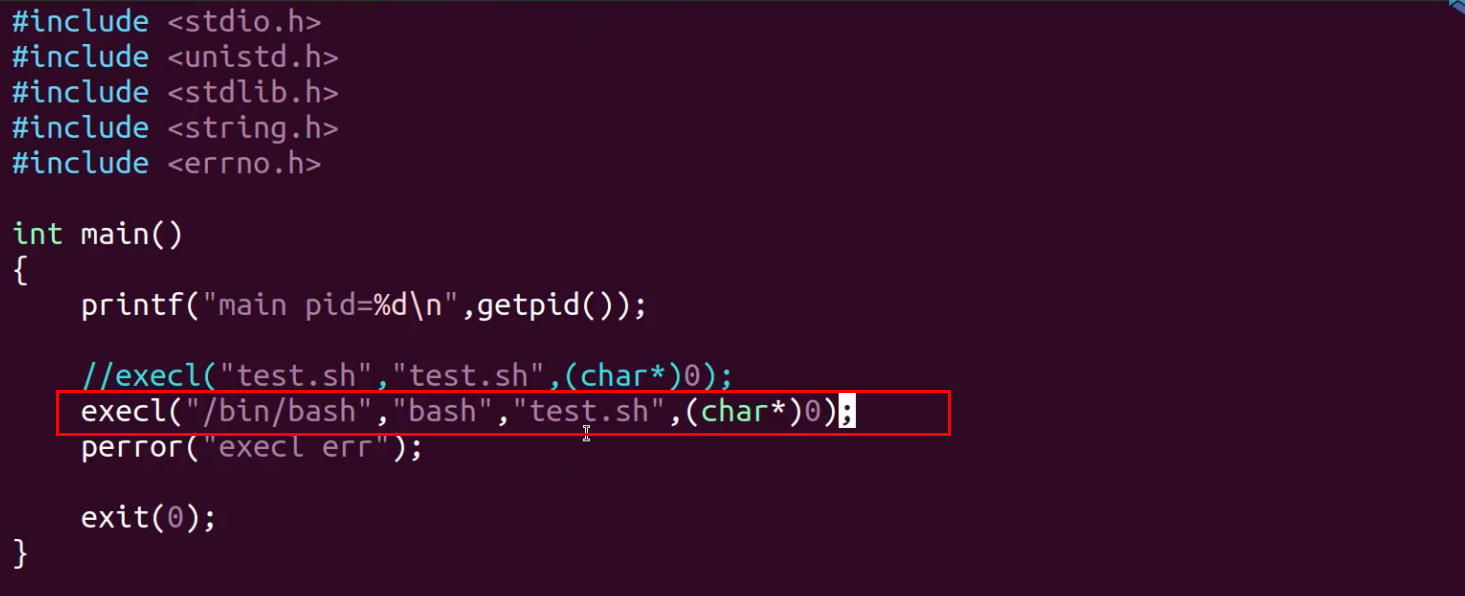 #include <stdio.h>
#include <unistd.h>
#include <stdlib.h>
#include <string.h>
#include <errno.h>
int main()
{
    printf("main pid=%d\n",getpid());
    //execl("test.sh","test.sh",(char*)0);
    execl("/bin/bash","bash","test.sh",(char*)0);
    perror("execl err");
    exit(0);
}